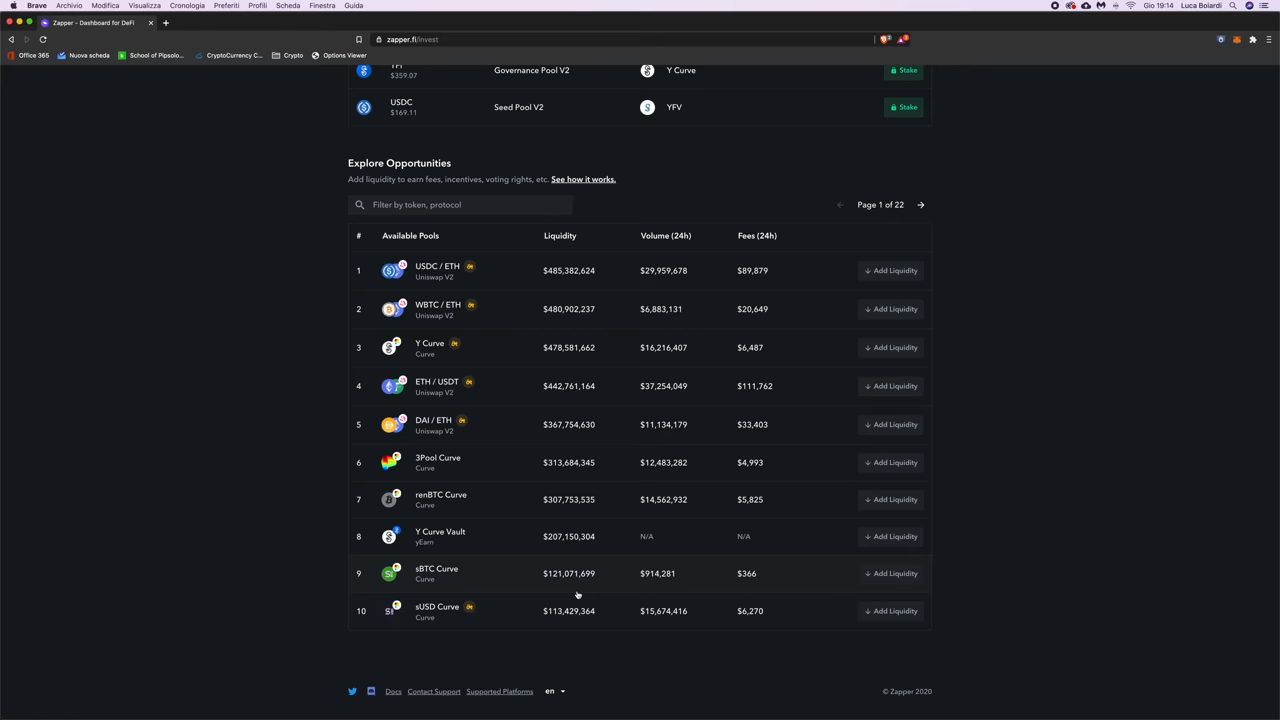 Brave Archivio Modifica Visualizza Cronologia Preferiti Profili Scheda Finestra Guida Gio 19:14 Luca Boiardi
Zapper - Dashboard for DeFi
zapper.fi/invest
Office 365 Nuova scheda School of Pipsolo... CryptoCurrency C... Crypto Options Viewer
$359.07 Governance Pool V2 Y Curve Stake
USDC
$169.11 Seed Pool V2 YFV Stake
Explore Opportunities
Add liquidity to earn fees, incentives, voting rights, etc. See how it works.
Filter by token, protocol Page 1 of 22
# Available Pools Liquidity Volume (24h) Fees (24h)
1 USDC / ETH $485,382,624 $29,959,678 $89,879 Add Liquidity
Uniswap V2
2 WBTC / ETH $480,902,237 $6,883,131 $20,649 Add Liquidity
Uniswap V2
3 Y Curve $478,581,662 $16,216,407 $6,487 Add Liquidity
Curve
4 ETH / USDT $442,761,164 $37,254,049 $111,762 Add Liquidity
Uniswap V2
5 DAI / ETH $367,754,630 $11,134,179 $33,403 Add Liquidity
Uniswap V2
6 3Pool Curve $313,684,345 $12,483,282 $4,993 Add Liquidity
Curve
7 renBTC Curve $307,753,535 $14,562,932 $5,825 Add Liquidity
Curve
8 Y Curve Vault $207,150,304 N/A N/A Add Liquidity
yEarn
9 sBTC Curve $121,071,699 $914,281 $366 Add Liquidity
Curve
10 sUSD Curve $113,429,364 $15,674,416 $6,270 Add Liquidity
Curve
Docs Contact Support Supported Platforms en © Zapper 2020